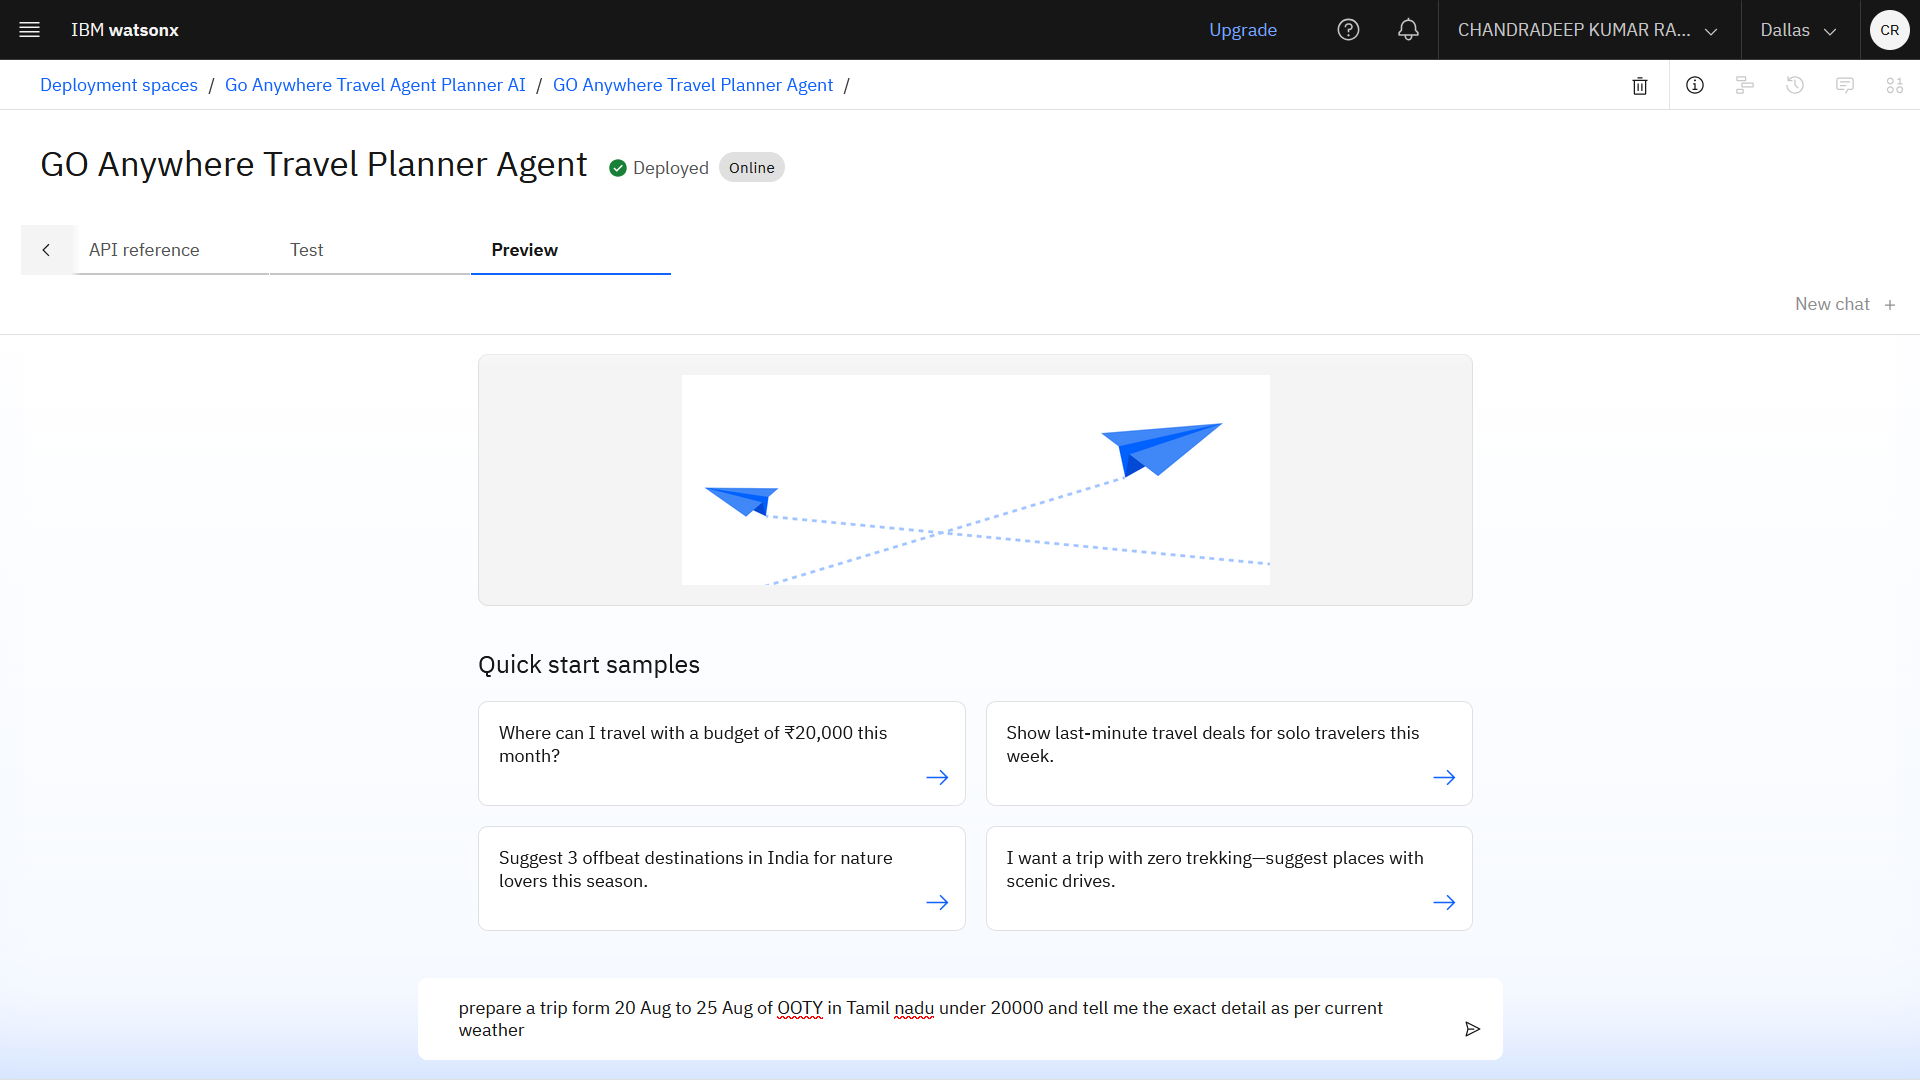 IBM watsonx
Upgrade
CHANDRADEEP KUMAR RA...
Dallas
CR
Deployment spaces / Go Anywhere Travel Agent Planner AI / GO Anywhere Travel Planner Agent /
GO Anywhere Travel Planner Agent
Deployed
Online
API reference
Test
Preview
New chat +
Quick start samples
Where can I travel with a budget of ₹20,000 this
month?
Show last-minute travel deals for solo travelers this
week.
Suggest 3 offbeat destinations in India for nature
lovers this season.
I want a trip with zero trekking—suggest places with
scenic drives.
prepare a trip form 20 Aug to 25 Aug of OOTY in Tamil nadu under 20000 and tell me the exact detail as per current
weather